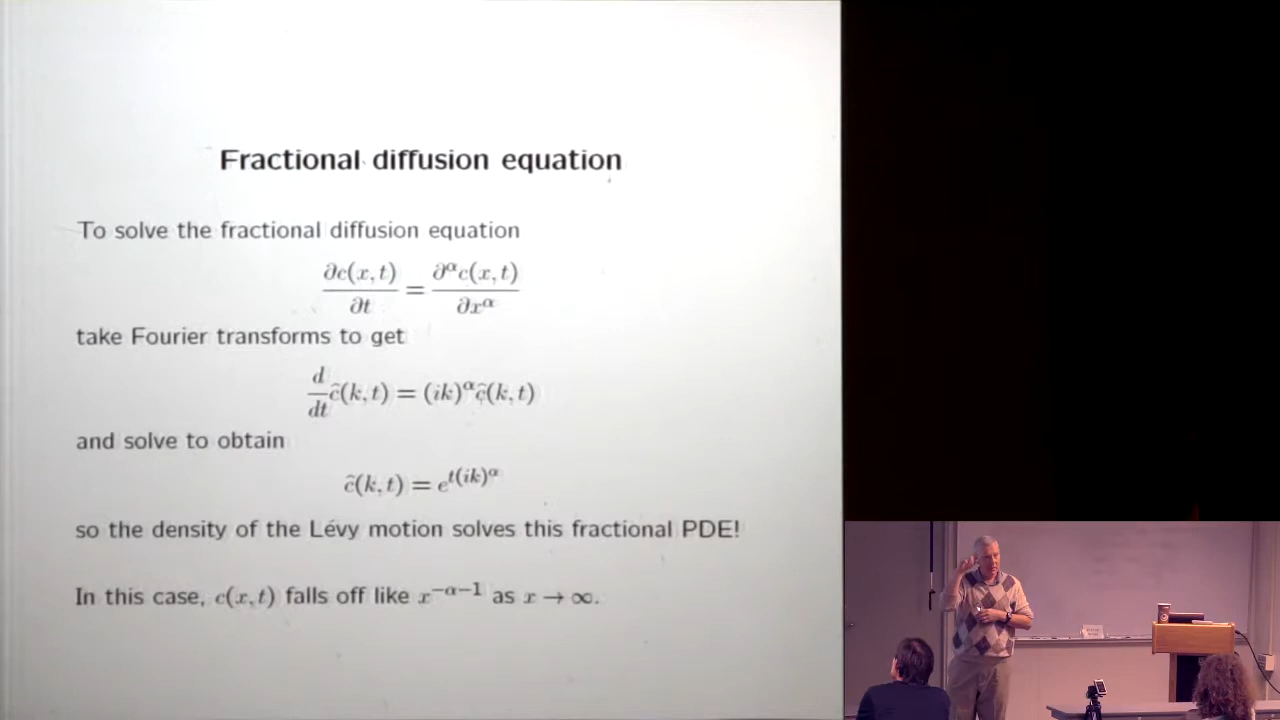 Fractional diffusion equation
To solve the fractional diffusion equation
∂c(x, t)/∂t = ∂^α c(x, t)/∂x^α
take Fourier transforms to get
d/dt ĉ(k, t) = (ik)^α ĉ(k, t)
and solve to obtain
ĉ(k, t) = e^{t(ik)^α}
so the density of the Lévy motion solves this fractional PDE!
In this case, c(x, t) falls off like x^{−α−1} as x → ∞.